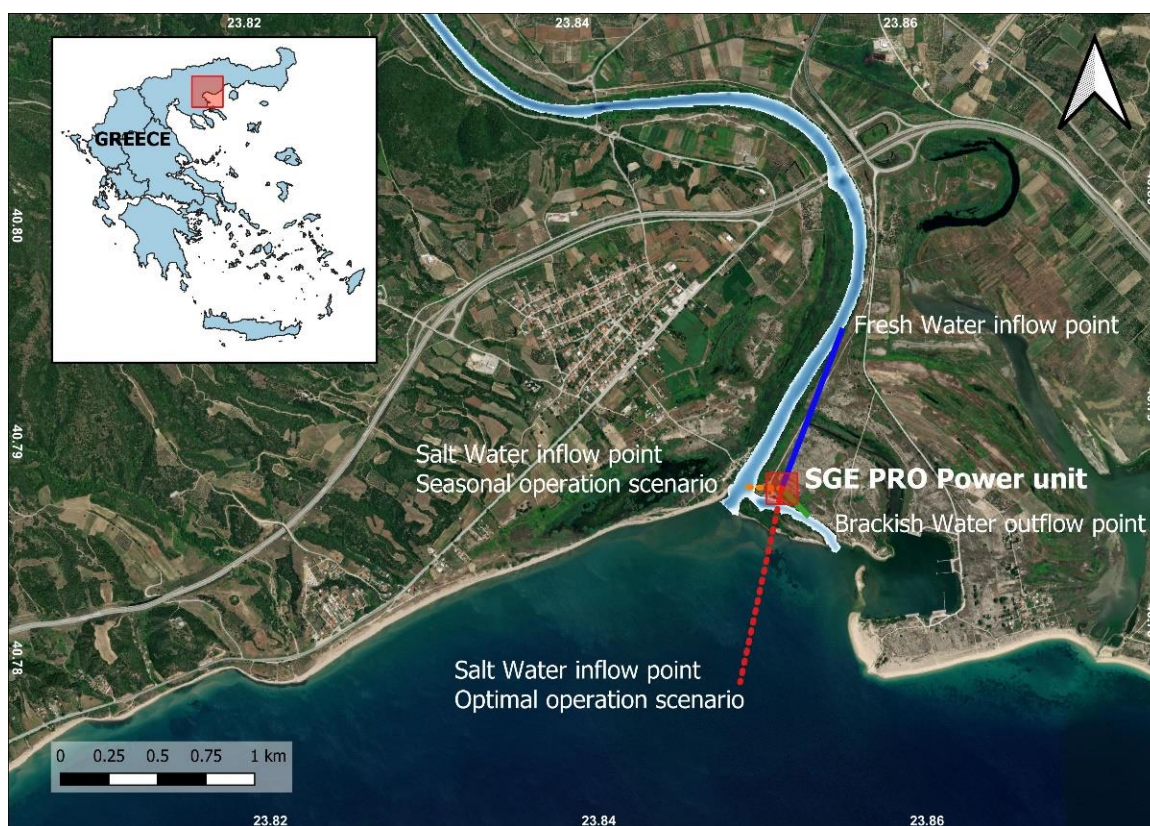 23.82
23.84
23.86
GREECE
40.80
40.79
40.78
Fresh Water inflow point
Salt Water inflow point
Seasonal operation scenario
SGE PRO Power unit
Brackish Water outflow point
Salt Water inflow point
Optimal operation scenario
0 0.25 0.5 0.75 1 km
23.82
23.84
23.86